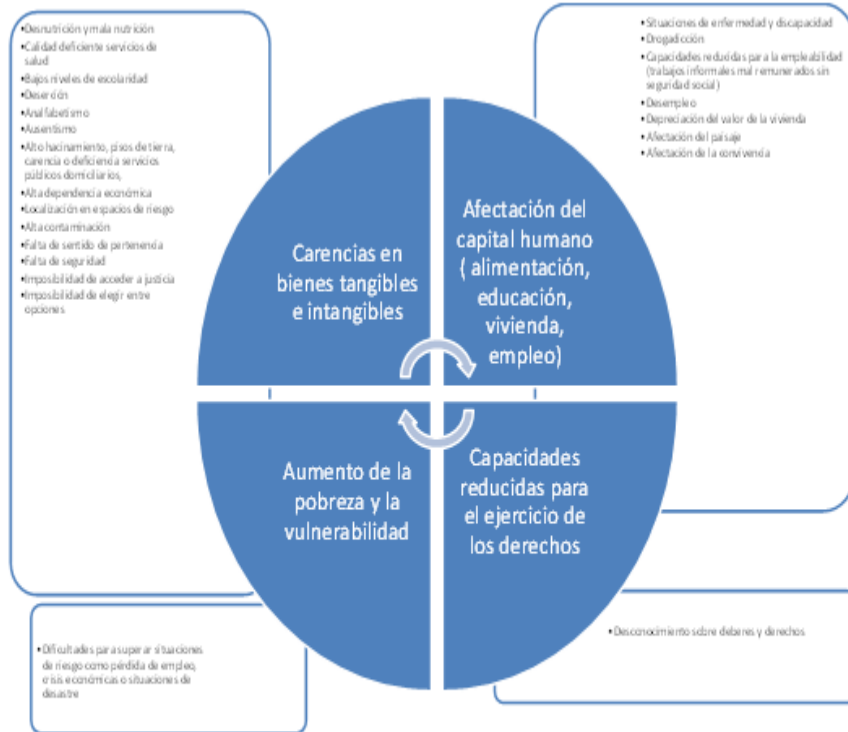 •Desnutrición y mala nutrición
•Calidad deficiente servicios de
salud
•Bajos niveles de escolaridad
•Deserción
•Analfabetismo
•Ausentismo
•Alto hacinamiento, pisos de tierra,
carencia o deficiencia servicios
públicos domiciliarios,
•Alta dependencia económica
•Localización en espacios de riesgo
•Alta contaminación
•Falta de sentido de pertenencia
•Falta de seguridad
•Imposibilidad de acceder a justicia
•Imposibilidad de elegir entre
opciones
•Situaciones de enfermedad y discapacidad
•Drogadicción
•Capacidades reducidas para la empleabilidad
(trabajos informales mal remunerados sin
seguridad social)
•Desempleo
•Depreciación del valor de la vivienda
•Afectación del paisaje
•Afectación de la convivencia
Carencias en
bienes tangibles
e intangibles
Afectación del
capital humano
( alimentación,
educación,
vivienda,
empleo)
Aumento de la
pobreza y la
vulnerabilidad
Capacidades
reducidas para
el ejercicio de
los derechos
•Dificultades para superar situaciones
de riesgo como pérdida de empleo,
crisis económicas o situaciones de
desastre
•Desconocimiento sobre deberes y derechos